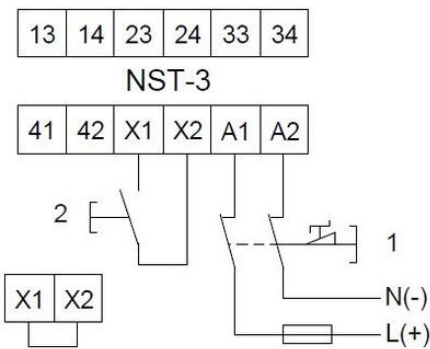 13 14 23 24 33 34
NST-3
41 42 X1 X2 A1 A2
2
1
X1 X2
N(-)
L(+)